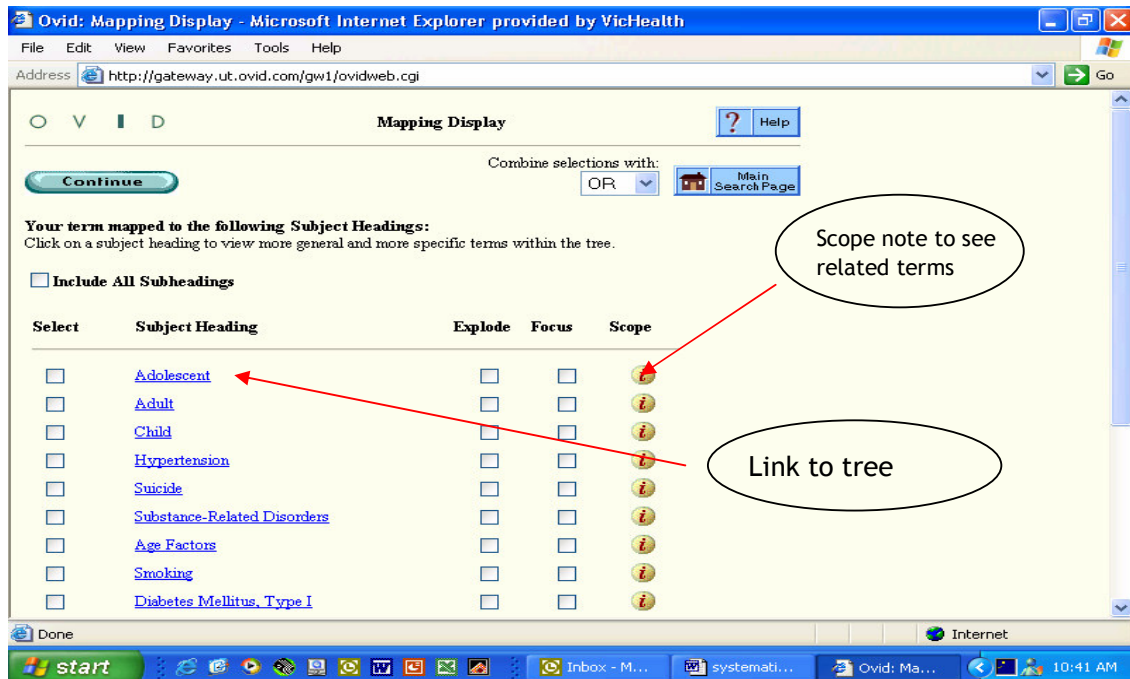 Ovid: Mapping Display - Microsoft Internet Explorer provided by VicHealth
File Edit View Favorites Tools Help
Address http://gateway.ut.ovid.com/gw1/ovidweb.cgi Go
O V I D Mapping Display ? Help
Continue Combine selections with: OR Main Search Page
Your term mapped to the following Subject Headings:
Click on a subject heading to view more general and more specific terms within the tree.
Scope note to see
related terms
Include All Subheadings
Select Subject Heading Explode Focus Scope
Adolescent i
Adult i
Child i
Hypertension i
Link to tree
Suicide i
Substance-Related Disorders i
Age Factors i
Smoking i
Diabetes Mellitus, Type I i
Done Internet
start Inbox - M... systemati... Ovid: Ma... 10:41 AM